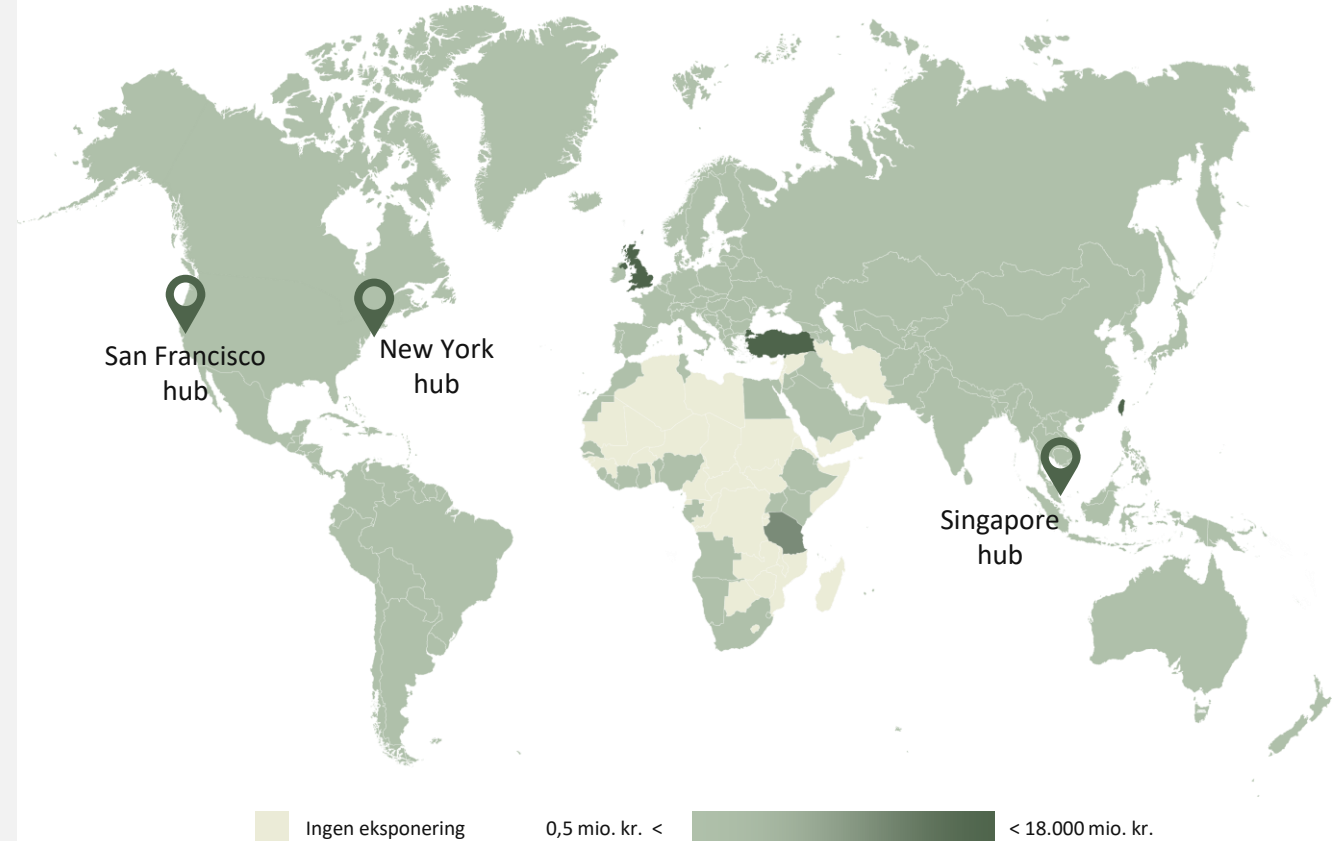 San Francisco
hub
New York
hub
Singapore
hub
Ingen eksponering
0,5 mio. kr. <
< 18.000 mio. kr.